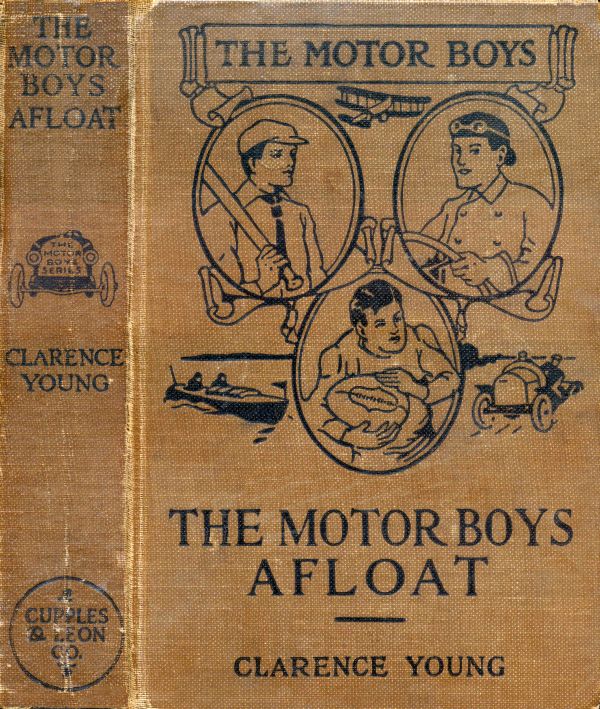 THE
MOTOR
BOYS
AFLOAT
THE
MOTOR
BOYS
SERIES
CLARENCE
YOUNG
CUPPLES
& LEON
CO.
THE MOTOR BOYS
THE MOTOR BOYS
AFLOAT
CLARENCE YOUNG